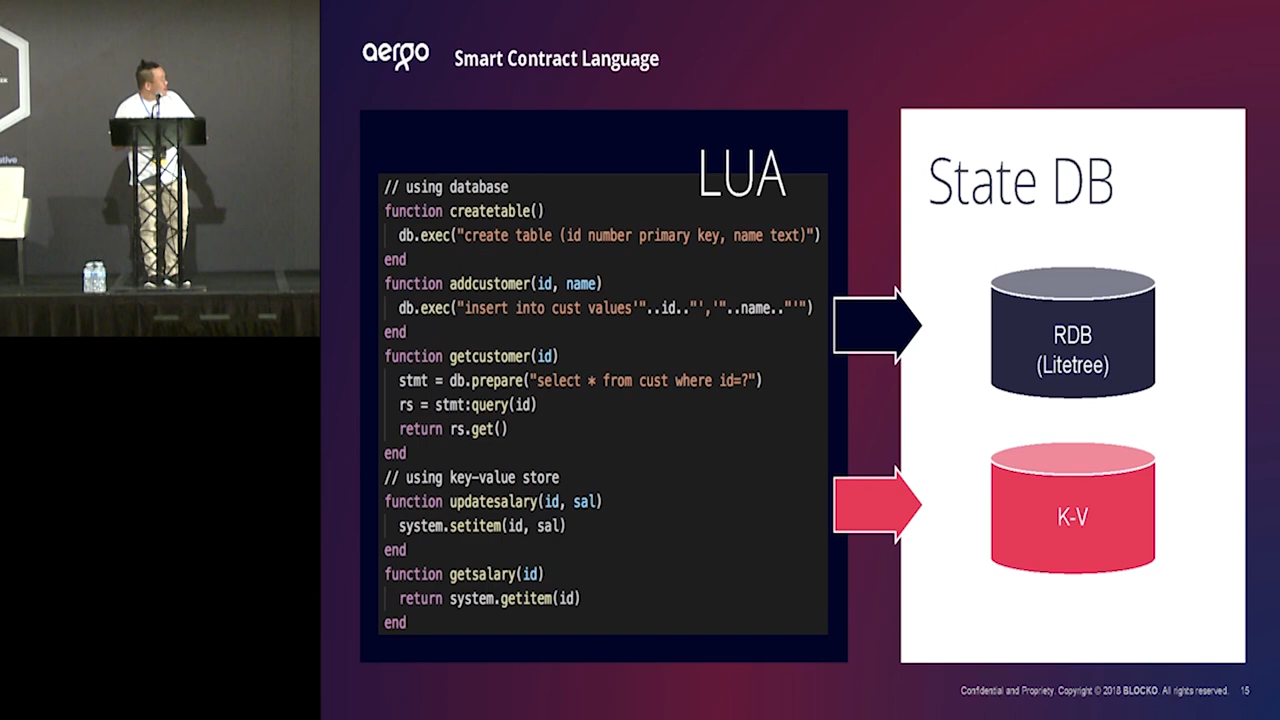 aergo
Smart Contract Language
LUA
// using database
function createtable()
db.exec("create table (id number primary key, name text)")
end
function addcustomer(id, name)
db.exec("insert into cust values'"..id.."','"..name.."'")
end
function getcustomer(id)
stmt = db.prepare("select * from cust where id=?")
rs = stmt:query(id)
return rs.get()
end
// using key-value store
function updatesalary(id, sal)
system.setitem(id, sal)
end
function getsalary(id)
return system.getitem(id)
end
State DB
RDB
(Litetree)
K-V
Confidential and Propriety. Copyright © 2018 BLOCKO. All rights reserved. 15